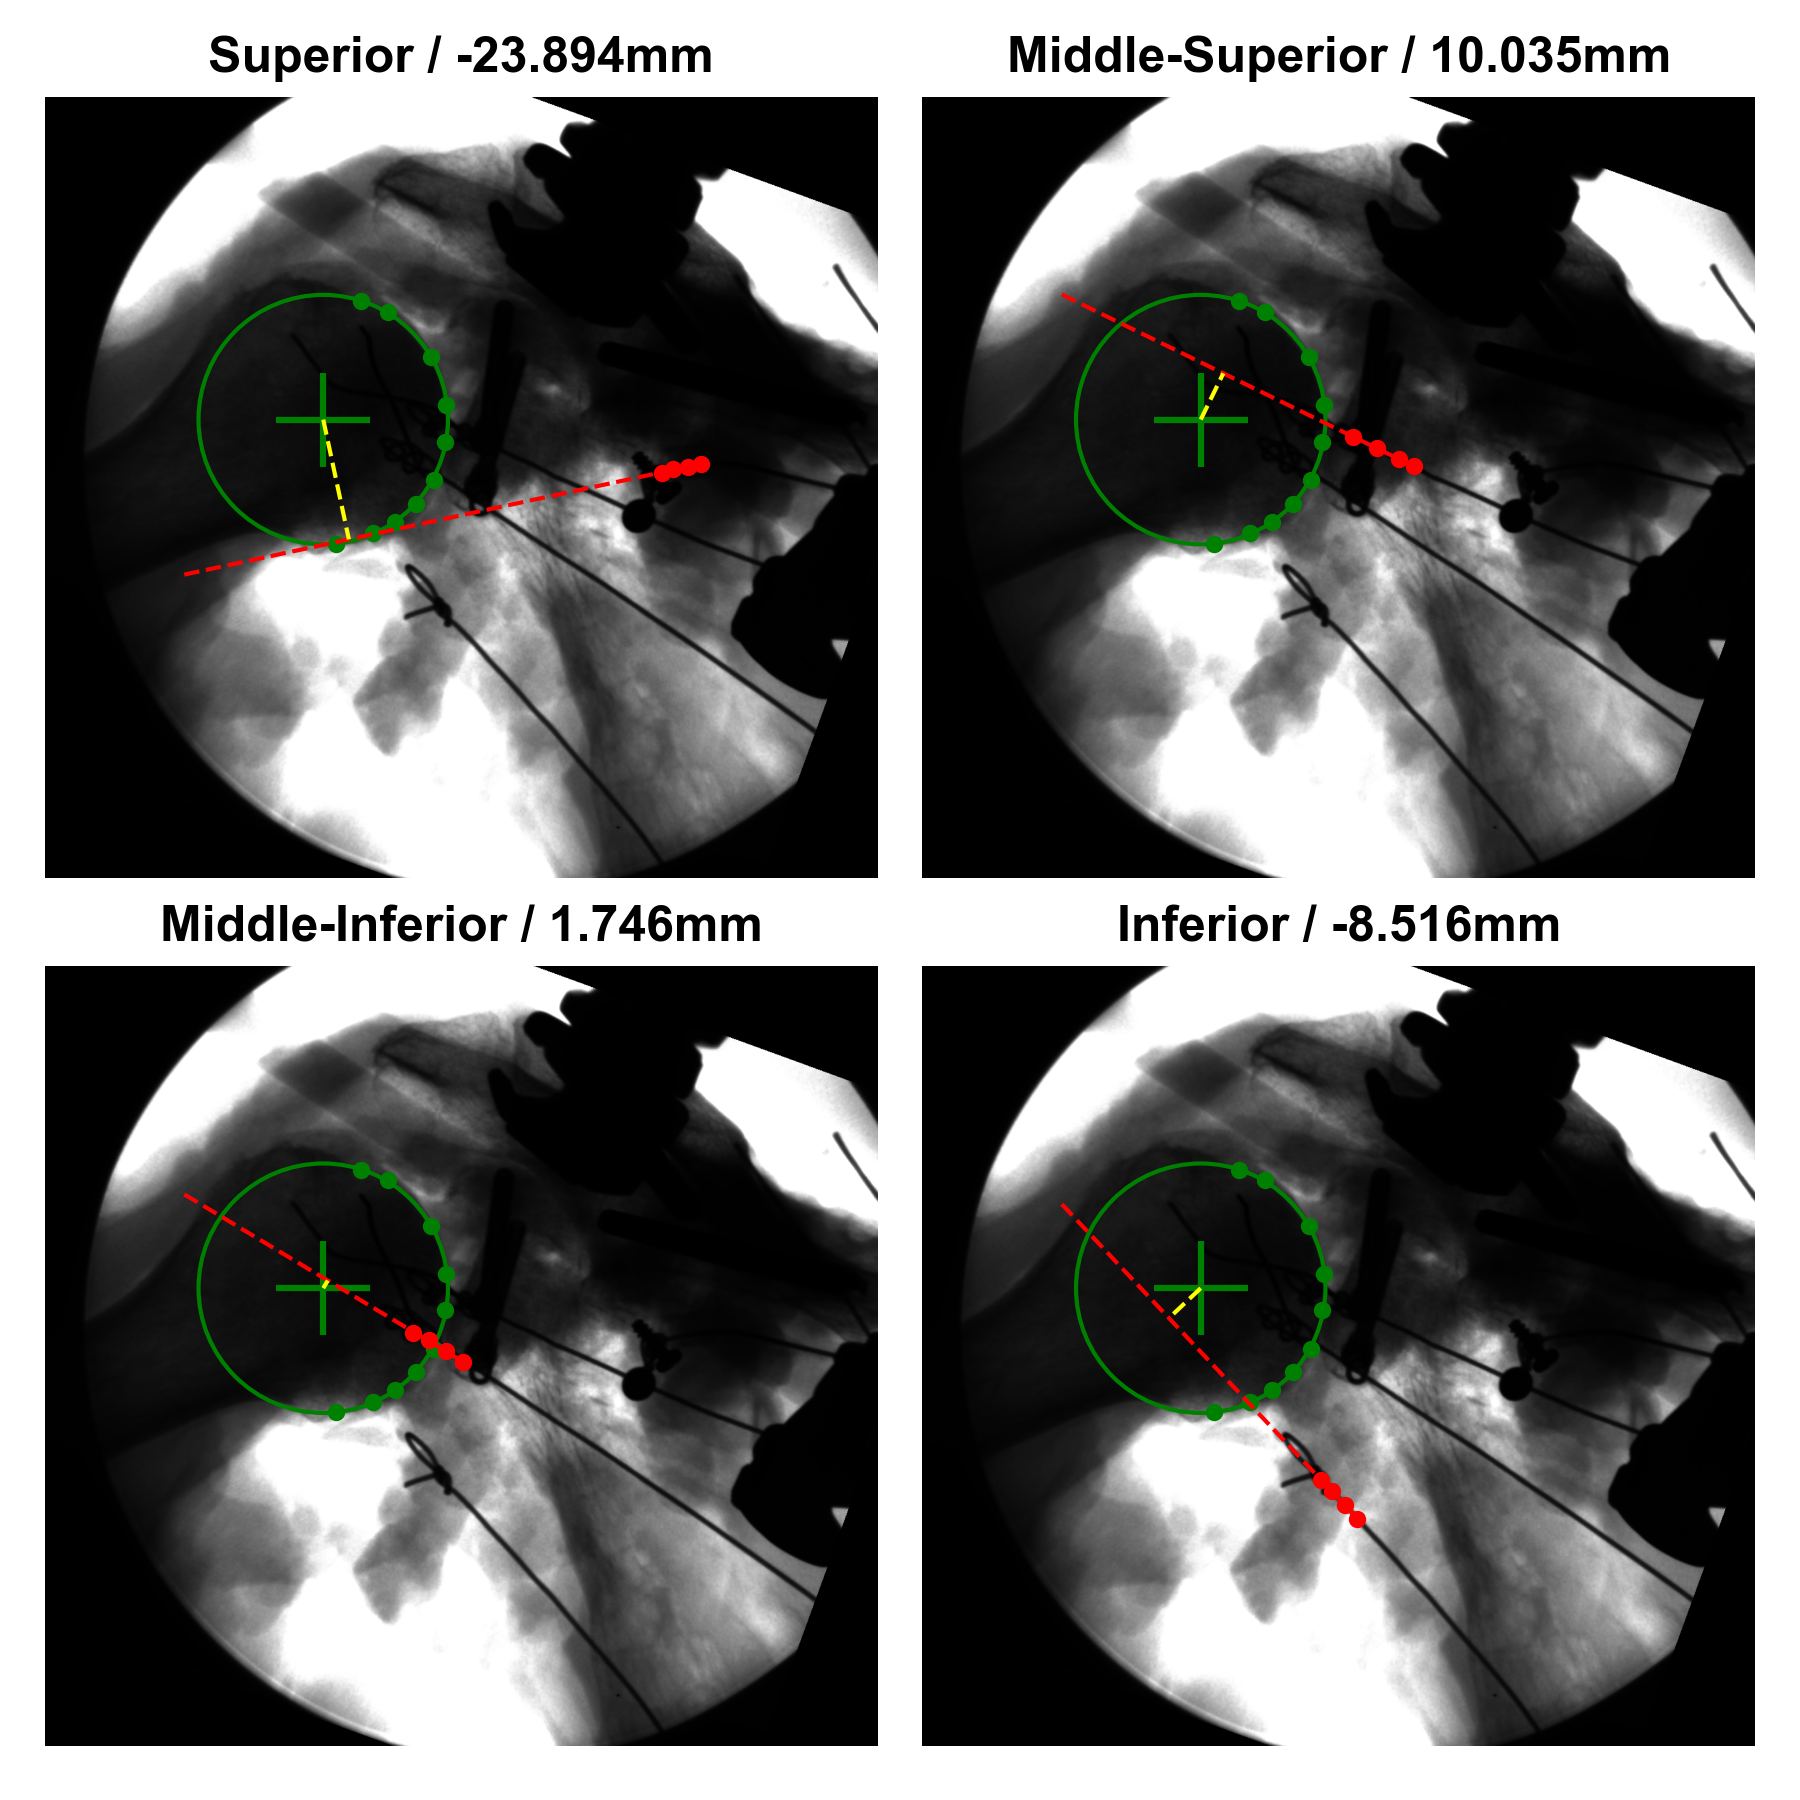 Superior / -23.894mm
Middle-Superior / 10.035mm
Middle-Inferior / 1.746mm
Inferior / -8.516mm